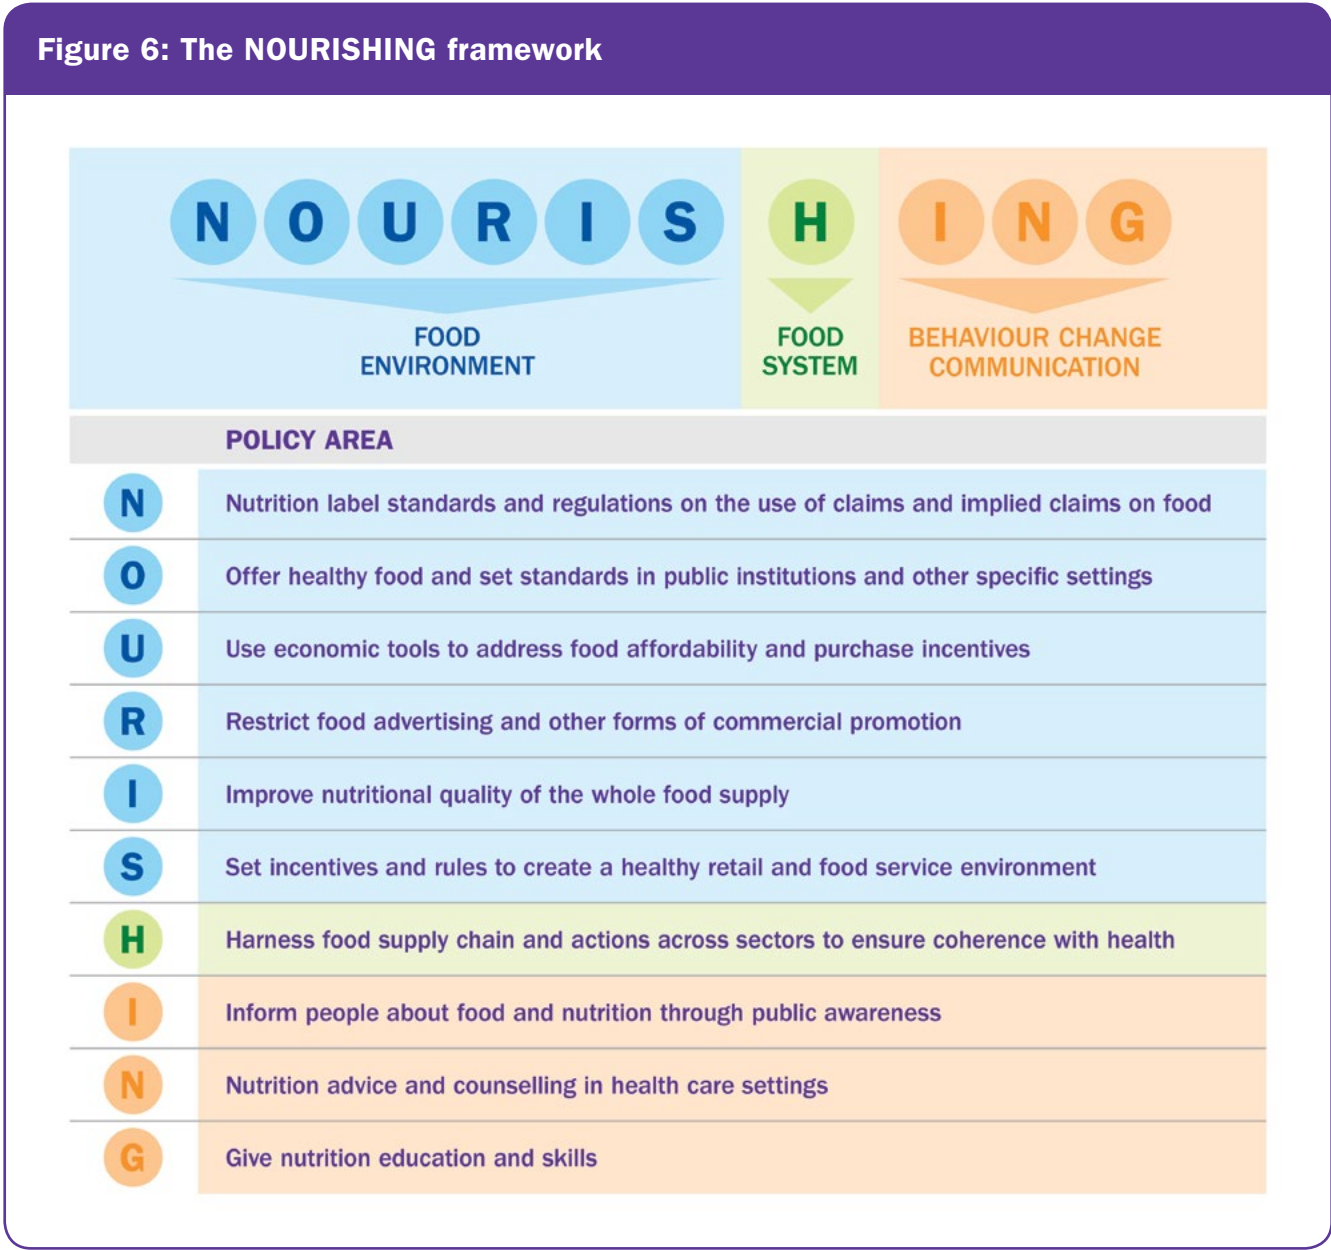 Figure 6: The NOURISHING framework
N O U R I S H I N G
FOOD ENVIRONMENT
FOOD SYSTEM
BEHAVIOUR CHANGE COMMUNICATION
POLICY AREA
N Nutrition label standards and regulations on the use of claims and implied claims on food
O Offer healthy food and set standards in public institutions and other specific settings
U Use economic tools to address food affordability and purchase incentives
R Restrict food advertising and other forms of commercial promotion
I Improve nutritional quality of the whole food supply
S Set incentives and rules to create a healthy retail and food service environment
H Harness food supply chain and actions across sectors to ensure coherence with health
I Inform people about food and nutrition through public awareness
N Nutrition advice and counselling in health care settings
G Give nutrition education and skills